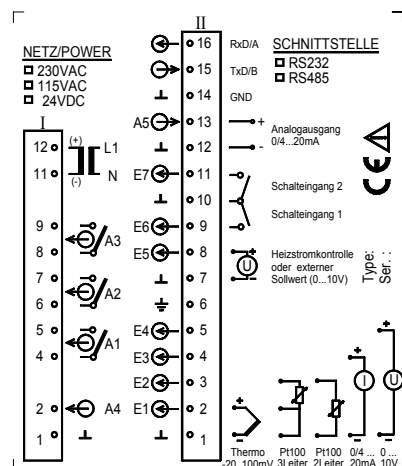 NETZ/POWER
230VAC
115VAC
24VDC
I
(+)
12
L1
11
N
(-)
9
A3
8
7
A2
6
5
A1
4
2
A4
1
II
16
RxD/A
15
TxD/B
14
GND
A5
13
12
E7
11
10
E6
9
E5
8
7
6
E4
5
E3
4
E2
3
E1
2
1
SCHNITTSTELLE
RS232
RS485
+
-
Analogausgang
0/4...20mA
Schalteingang 2
Schalteingang 1
+
U
-
Heizstromkontrolle
oder externer
Sollwert (0...10V)
Type:
Ser. :
CE
+
-
Thermo
-20..100mV
Pt100
3Leiter
Pt100
2Leiter
+
I
-
0/4 ...
20mA
+
U
-
0 ...
10V